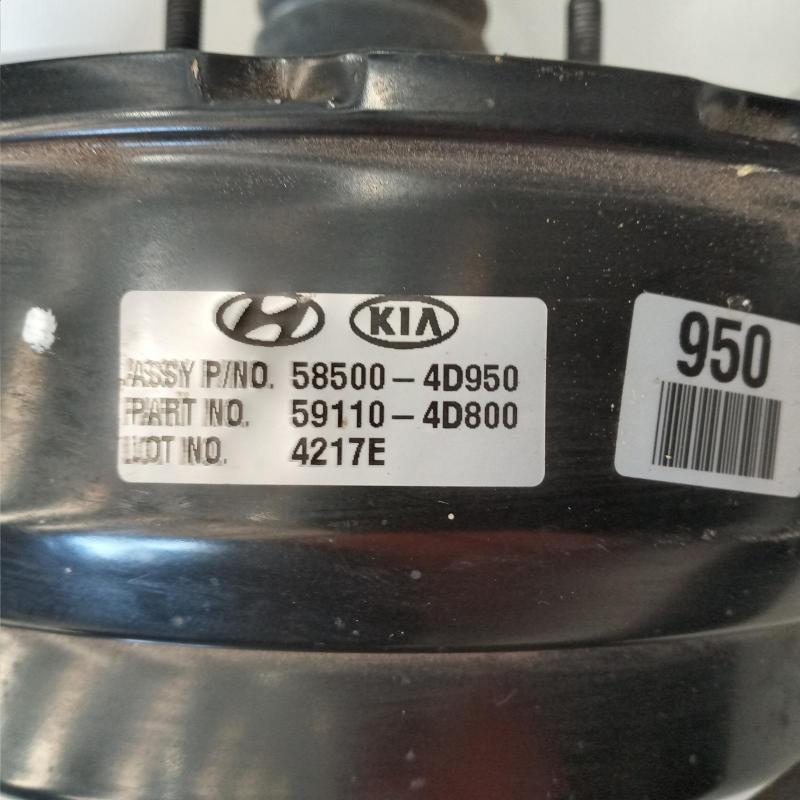 KIA
ASSY P/NO. 58500-4D950
PART NO. 59110-4D800
LOT NO. 4217E
950